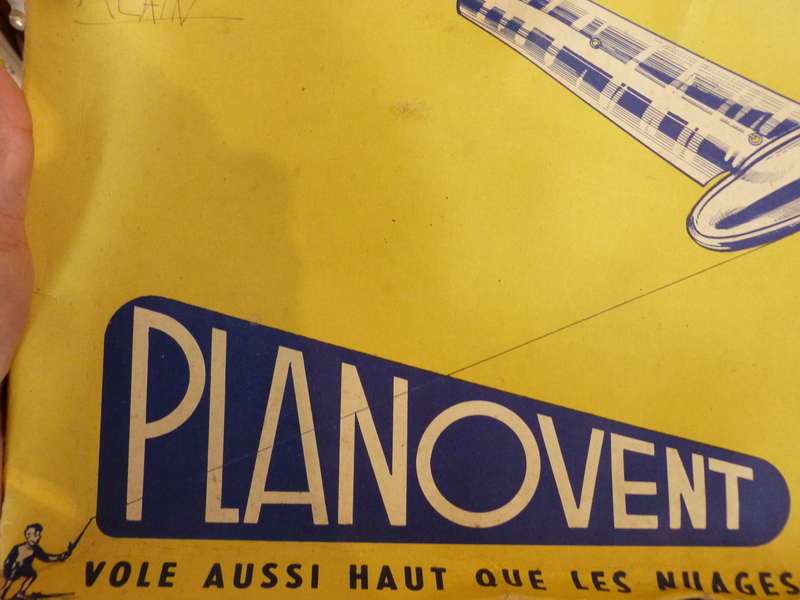 PLANOVENT
VOLE AUSSI HAUT QUE LES NUAGES